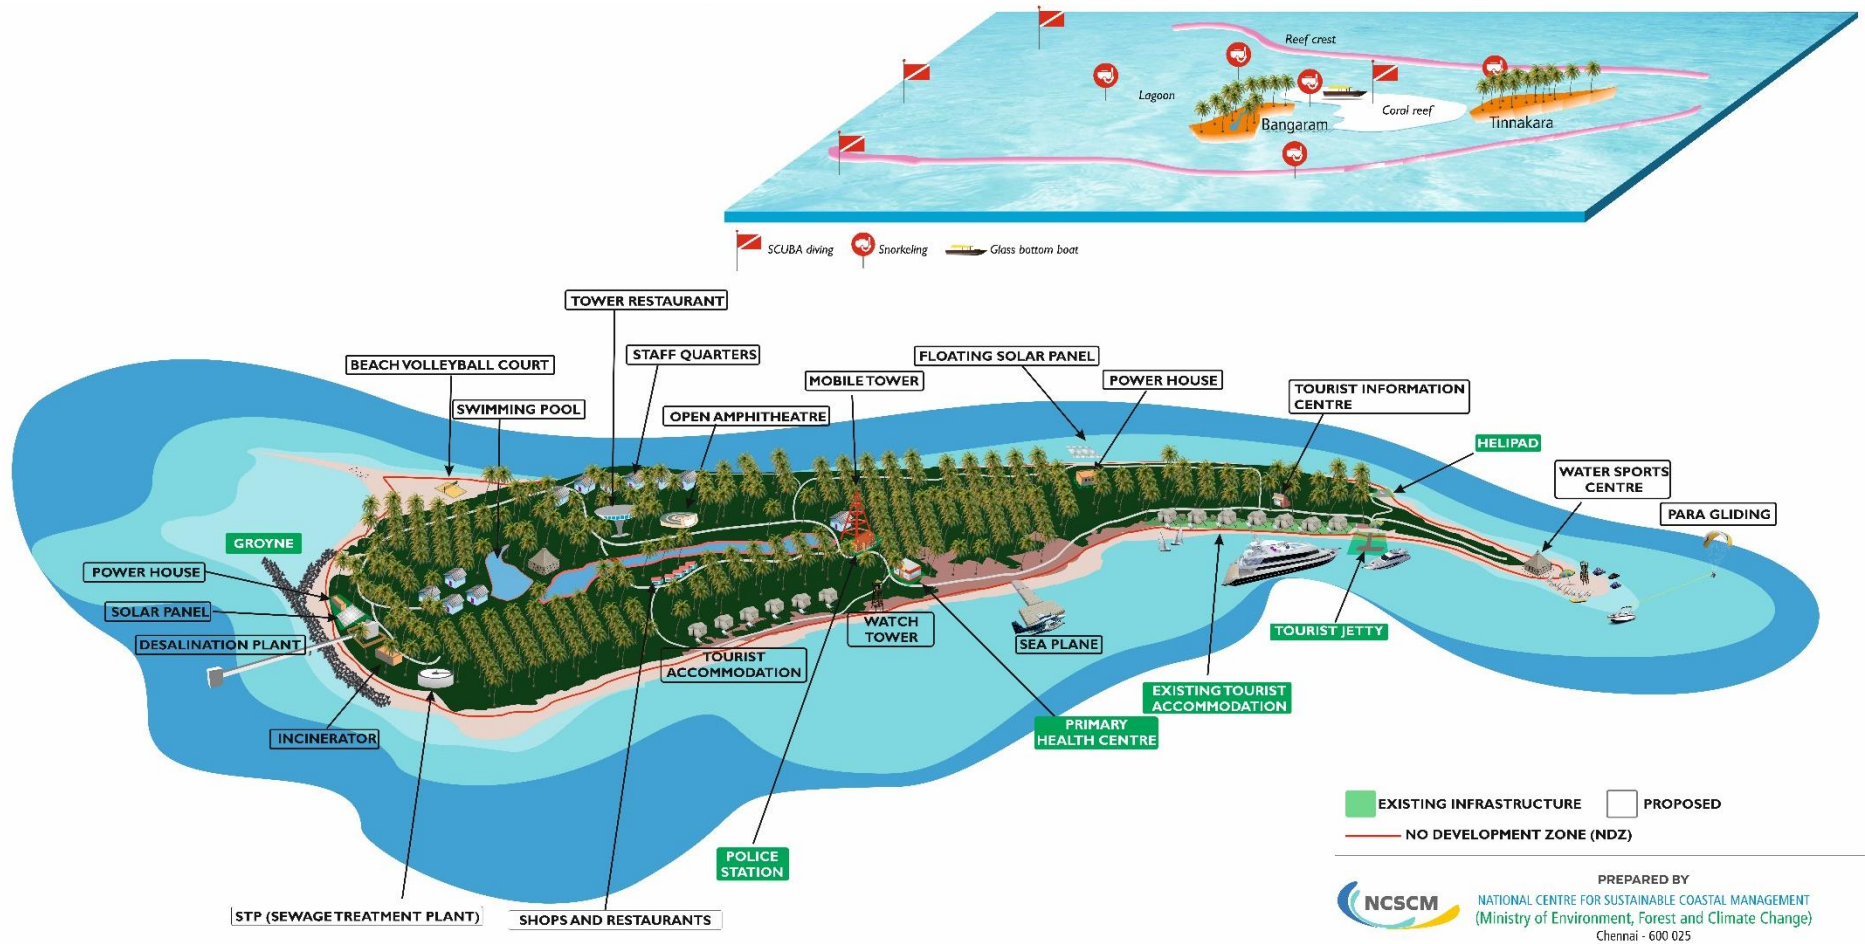 Reef crest
Lagoon
Coral reef
Bangaram
Tinnakara
SCUBA diving
Snorkeling
Glass bottom boat
TOWER RESTAURANT
BEACH VOLLEYBALL COURT
STAFF QUARTERS
MOBILE TOWER
FLOATING SOLAR PANEL
POWER HOUSE
TOURIST INFORMATION
CENTRE
SWIMMING POOL
OPEN AMPHITHEATRE
HELIPAD
WATER SPORTS
CENTRE
PARA GLIDING
GROYNE
POWER HOUSE
SOLAR PANEL
DESALINATION PLANT
WATCH
TOWER
SEA PLANE
TOURIST JETTY
TOURIST
ACCOMMODATION
EXISTING TOURIST
ACCOMMODATION
INCINERATOR
PRIMARY
HEALTH CENTRE
POLICE
STATION
STP (SEWAGE TREATMENT PLANT)
SHOPS AND RESTAURANTS
EXISTING INFRASTRUCTURE
PROPOSED
NO DEVELOPMENT ZONE (NDZ)
PREPARED BY
NCSCM
NATIONAL CENTRE FOR SUSTAINABLE COASTAL MANAGEMENT
(Ministry of Environment, Forest and Climate Change)
Chennai - 600 025